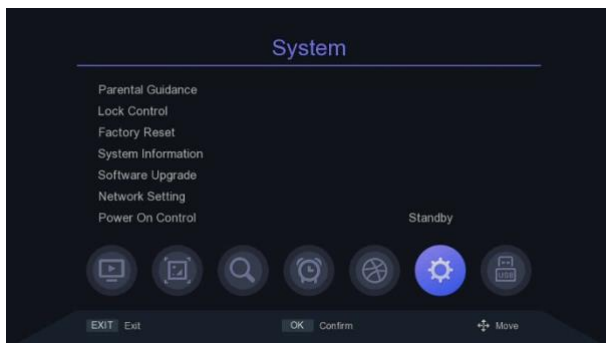 System
Parental Guidance
Lock Control
Factory Reset
System Information
Software Upgrade
Network Setting
Power On Control Standby
USB
EXIT Exit OK Confirm Move